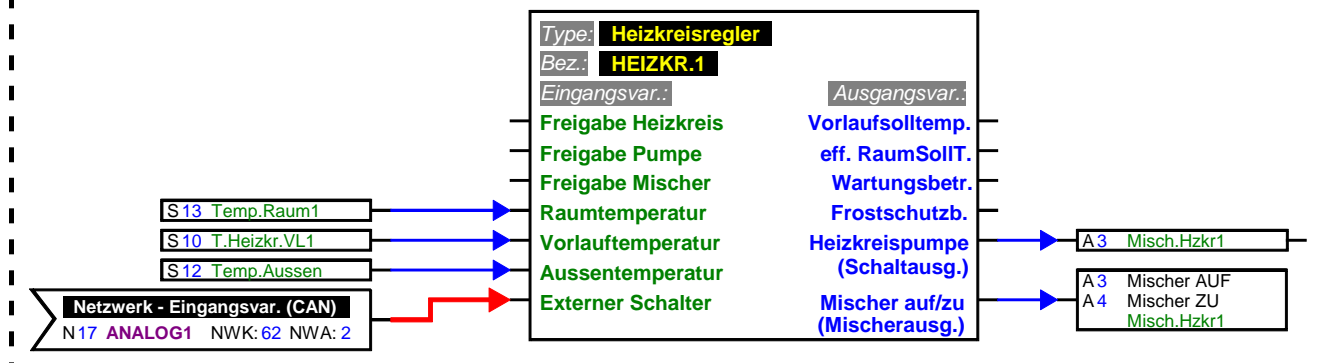 Type: Heizkreisregler
Bez.: HEIZKR.1
Eingangsvar.: Ausgangsvar.:
Freigabe Heizkreis Vorlaufsolltemp.
Freigabe Pumpe eff. RaumSollT.
Freigabe Mischer Wartungsbetr.
S 13 Temp.Raum1 Raumtemperatur Frostschutzb.
S 10 T.Heizkr.VL1 Vorlauftemperatur Heizkreispumpe A 3 Misch.Hzkr1
(Schaltausg.)
S 12 Temp.Aussen Aussentemperatur
A 3 Mischer AUF
Netzwerk - Eingangsvar. (CAN) Externer Schalter Mischer auf/zu A 4 Mischer ZU
(Mischerausg.) Misch.Hzkr1
N 17 ANALOG1 NWK: 62 NWA: 2